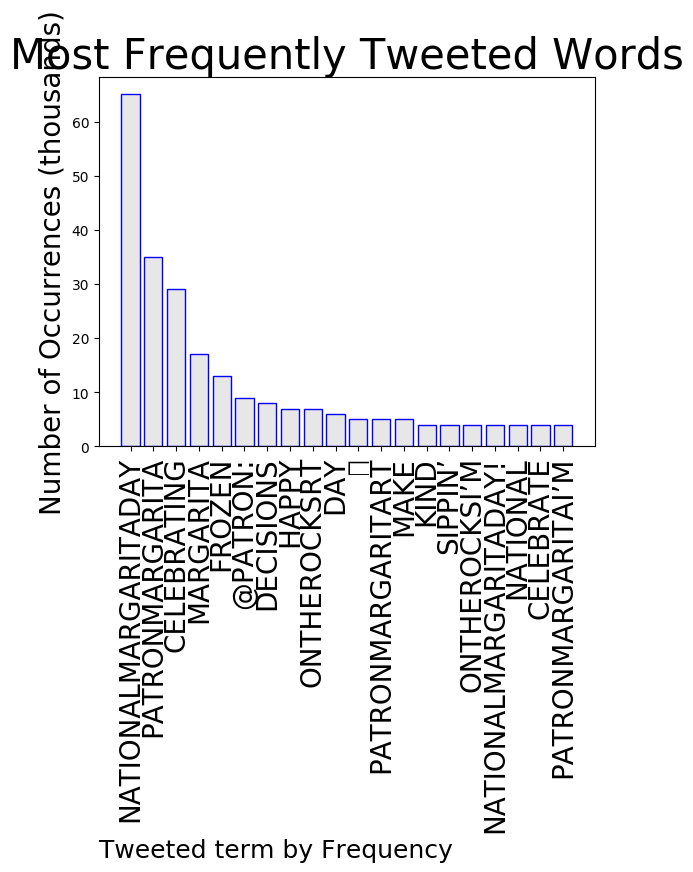 Most Frequently Tweeted Words
Number of Occurrences (thousands)
60
50
40
30
20
10
0
NATIONALMARGARITADAY
PATRONMARGARITA
CELEBRATING
MARGARITA
FROZEN
@PATRON:
DECISIONS
HAPPY
ONTHEROCKSRT
DAY
PATRONMARGARITART
MAKE
KIND
SIPPIN’
ONTHEROCKSI’M
NATIONALMARGARITADAY!
NATIONAL
CELEBRATE
PATRONMARGARITAI’M
Tweeted term by Frequency